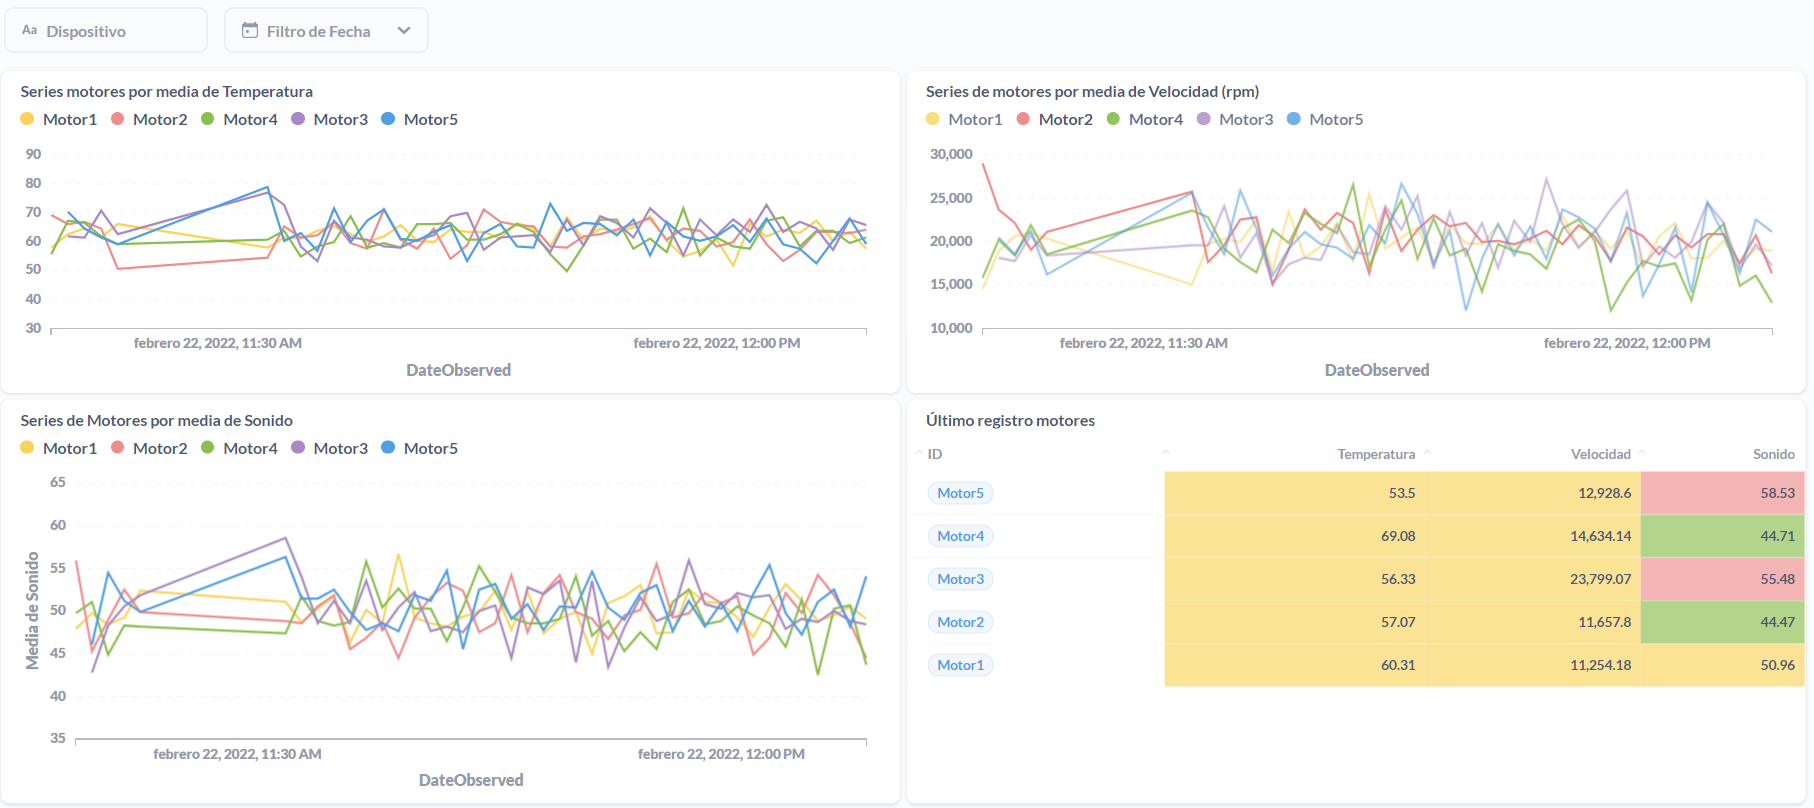 Aa Dispositivo
Filtro de Fecha
Series motores por media de Temperatura
Motor1 Motor2 Motor4 Motor3 Motor5
90
80
70
60
50
40
30
febrero 22, 2022, 11:30 AM febrero 22, 2022, 12:00 PM
DateObserved
Series de motores por media de Velocidad (rpm)
Motor1 Motor2 Motor4 Motor3 Motor5
30,000
25,000
20,000
15,000
10,000
febrero 22, 2022, 11:30 AM febrero 22, 2022, 12:00 PM
DateObserved
Series de Motores por media de Sonido
Motor1 Motor2 Motor4 Motor3 Motor5
Media de Sonido
65
60
55
50
45
40
35
febrero 22, 2022, 11:30 AM febrero 22, 2022, 12:00 PM
DateObserved
Último registro motores
ID Temperatura Velocidad Sonido
Motor5 53.5 12,928.6 58.53
Motor4 69.08 14,634.14 44.71
Motor3 56.33 23,799.07 55.48
Motor2 57.07 11,657.8 44.47
Motor1 60.31 11,254.18 50.96